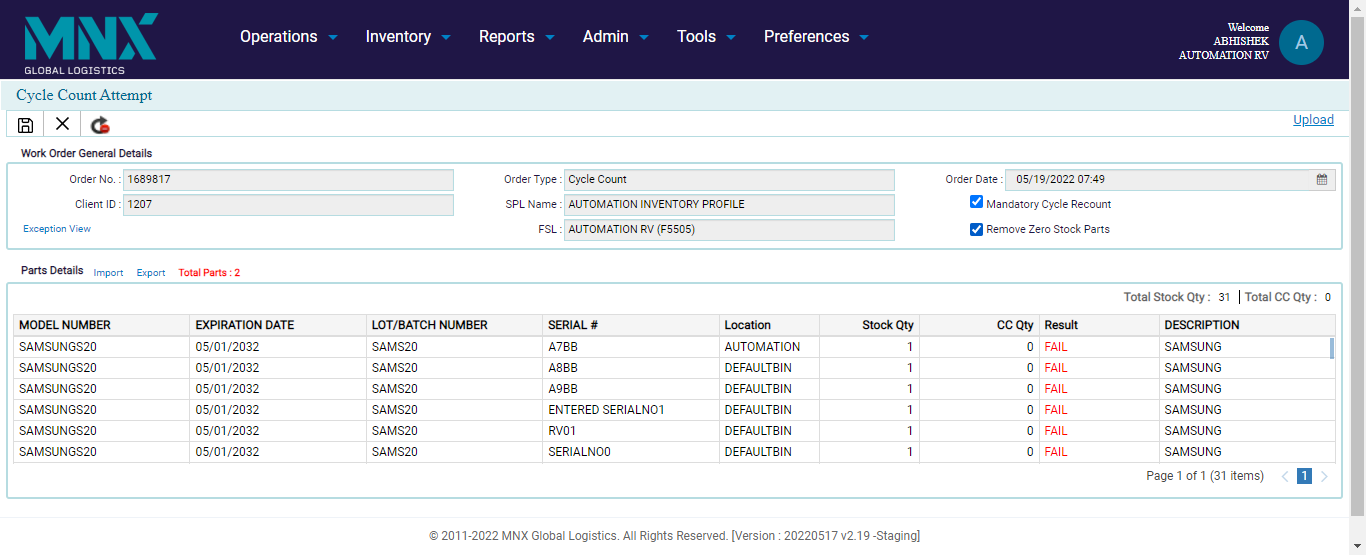 MNX
GLOBAL LOGISTICS
Operations Inventory Reports Admin Tools Preferences
Welcome
ABHISHEK
AUTOMATION RV
A
Cycle Count Attempt
Upload
Work Order General Details
Order No. : 1689817 Order Type : Cycle Count Order Date : 05/19/2022 07:49
Client ID : 1207 SPL Name : AUTOMATION INVENTORY PROFILE Mandatory Cycle Recount
Exception View FSL : AUTOMATION RV (F5505) Remove Zero Stock Parts
Parts Details Import Export Total Parts : 2
Total Stock Qty : 31 Total CC Qty : 0
MODEL NUMBER EXPIRATION DATE LOT/BATCH NUMBER SERIAL # Location Stock Qty CC Qty Result DESCRIPTION
SAMSUNGS20 05/01/2032 SAMS20 A7BB AUTOMATION 1 0 FAIL SAMSUNG
SAMSUNGS20 05/01/2032 SAMS20 A8BB DEFAULTBIN 1 0 FAIL SAMSUNG
SAMSUNGS20 05/01/2032 SAMS20 A9BB DEFAULTBIN 1 0 FAIL SAMSUNG
SAMSUNGS20 05/01/2032 SAMS20 ENTERED SERIALNO1 DEFAULTBIN 1 0 FAIL SAMSUNG
SAMSUNGS20 05/01/2032 SAMS20 RV01 DEFAULTBIN 1 0 FAIL SAMSUNG
SAMSUNGS20 05/01/2032 SAMS20 SERIALNO0 DEFAULTBIN 1 0 FAIL SAMSUNG
Page 1 of 1 (31 items) 1
© 2011-2022 MNX Global Logistics. All Rights Reserved. [Version : 20220517 v2.19 -Staging]